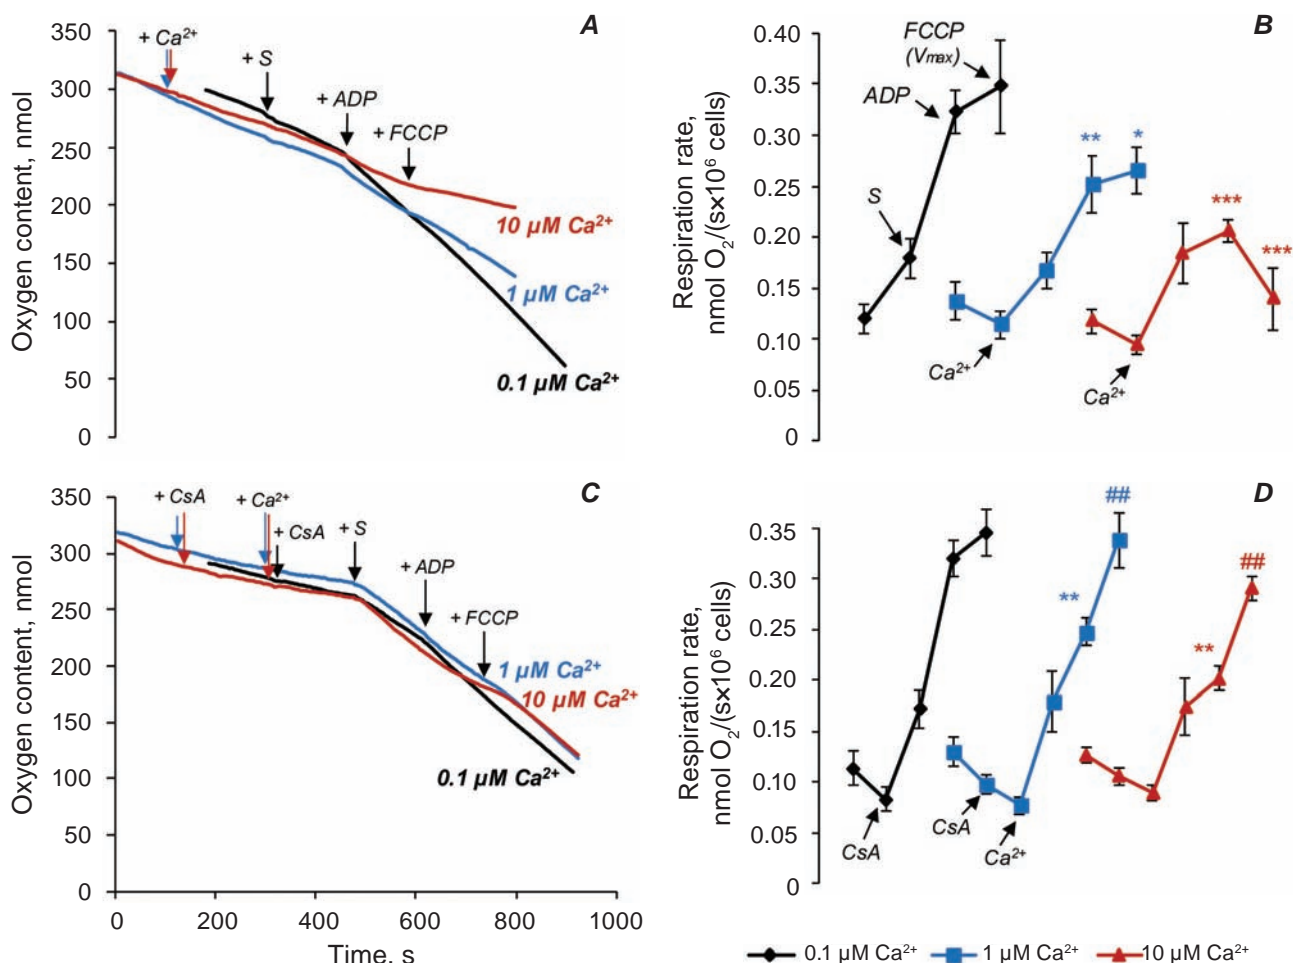 A
350
300
250
200
150
100
50
0
Oxygen content, nmol
+ Ca²⁺
+ S
+ ADP
+ FCCP
10 µM Ca²⁺
1 µM Ca²⁺
0.1 µM Ca²⁺
B
0.40
0.35
0.30
0.25
0.20
0.15
0.10
0.05
0
Respiration rate,
nmol O₂/(s×10⁶ cells)
FCCP
(Vmax)
ADP
S
**
*
***
***
Ca²⁺
Ca²⁺
C
350
300
250
200
150
100
50
0
Oxygen content, nmol
+ CsA
+ Ca²⁺
+ CsA
+ S
+ ADP
+ FCCP
1 µM Ca²⁺
10 µM Ca²⁺
0.1 µM Ca²⁺
0
200
400
600
800
1000
Time, s
D
0.35
0.30
0.25
0.20
0.15
0.10
0.05
0
Respiration rate,
nmol O₂/(s×10⁶ cells)
##
##
**
**
CsA
CsA
Ca²⁺
0.1 µM Ca²⁺
1 µM Ca²⁺
10 µM Ca²⁺